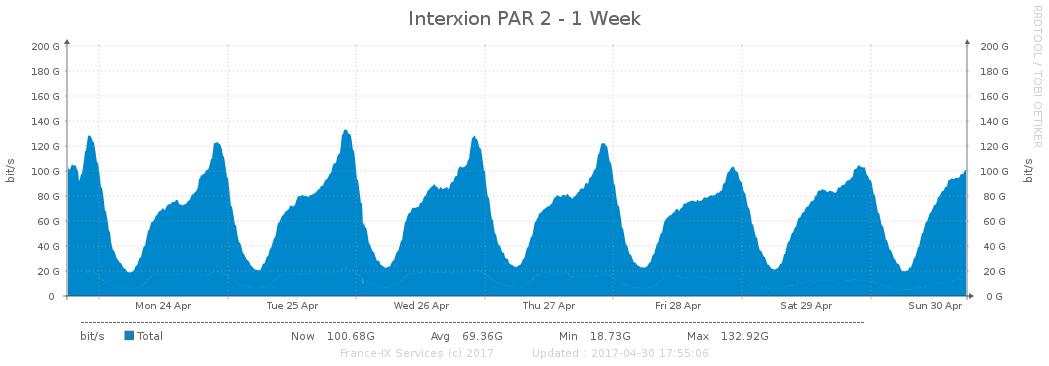 Interxion PAR 2 - 1 Week
RRDTOOL / TOBI OETIKER
bit/s
200 G
180 G
160 G
140 G
120 G
100 G
80 G
60 G
40 G
20 G
0
200 G
180 G
160 G
140 G
120 G
100 G
80 G
60 G
40 G
20 G
0 G
bit/s
Mon 24 Apr Tue 25 Apr Wed 26 Apr Thu 27 Apr Fri 28 Apr Sat 29 Apr Sun 30 Apr
bit/s Total Now 100.68G Avg 69.36G Min 18.73G Max 132.92G
France-IX Services (c) 2017 Updated : 2017-04-30 17:55:06